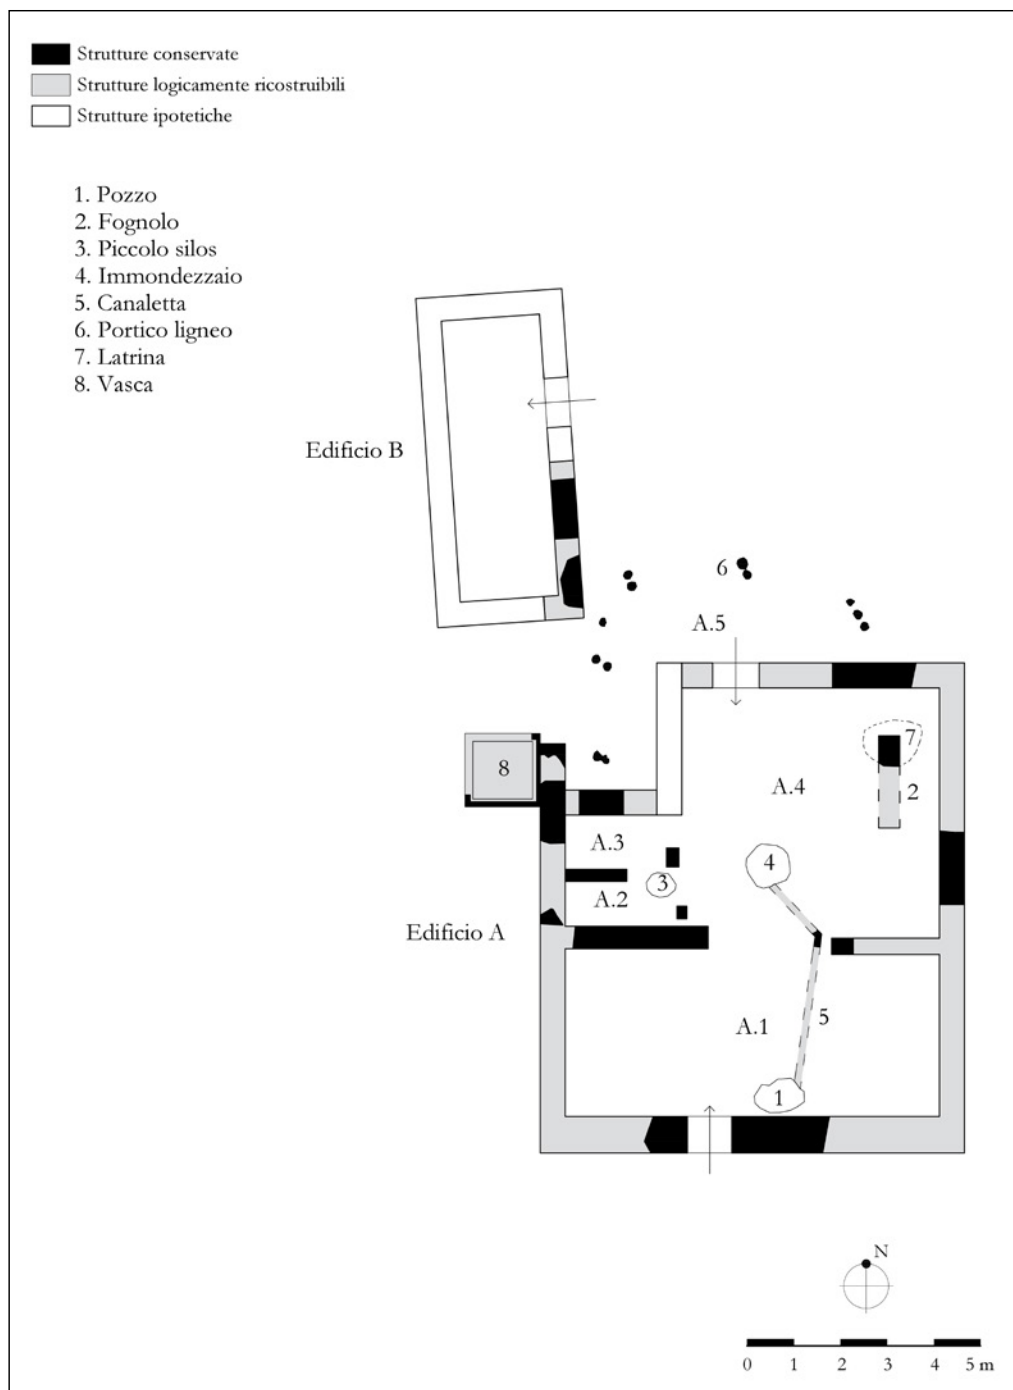 Strutture conservate
Strutture logicamente ricostruibili
Strutture ipotetiche
1. Pozzo
2. Fognolo
3. Piccolo silos
4. Immondezzaio
5. Canaletta
6. Portico ligneo
7. Latrina
8. Vasca
Edificio B
6
A.5
7
8
A.4
2
A.3
4
3
A.2
Edificio A
5
A.1
1
N
0 1 2 3 4 5 m